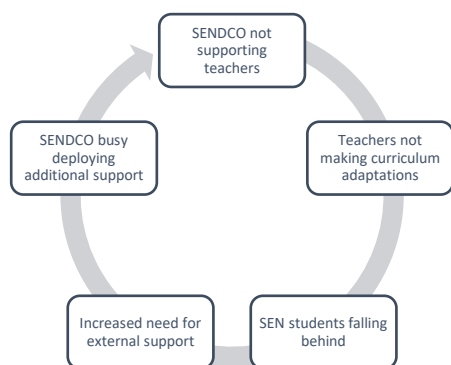 SENDCO not
supporting
teachers
Teachers not
making curriculum
adaptations
SEN students falling
behind
Increased need for
external support
SENDCO busy
deploying
additional support